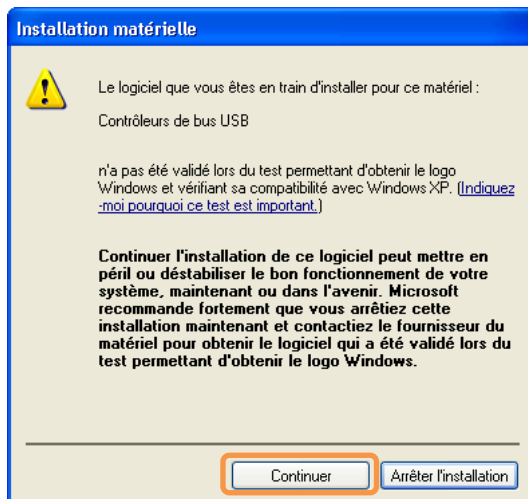 Installation matérielle
Le logiciel que vous êtes en train d'installer pour ce matériel :
Contrôleurs de bus USB
n'a pas été validé lors du test permettant d'obtenir le logo
Windows et vérifiant sa compatibilité avec Windows XP. (Indiquez
-moi pourquoi ce test est important.)
Continuer l'installation de ce logiciel peut mettre en
péril ou déstabiliser le bon fonctionnement de votre
système, maintenant ou dans l'avenir. Microsoft
recommande fortement que vous arrêtiez cette
installation maintenant et contactiez le fournisseur du
matériel pour obtenir le logiciel qui a été validé lors du
test permettant d'obtenir le logo Windows.
Continuer Arrêter l'installation